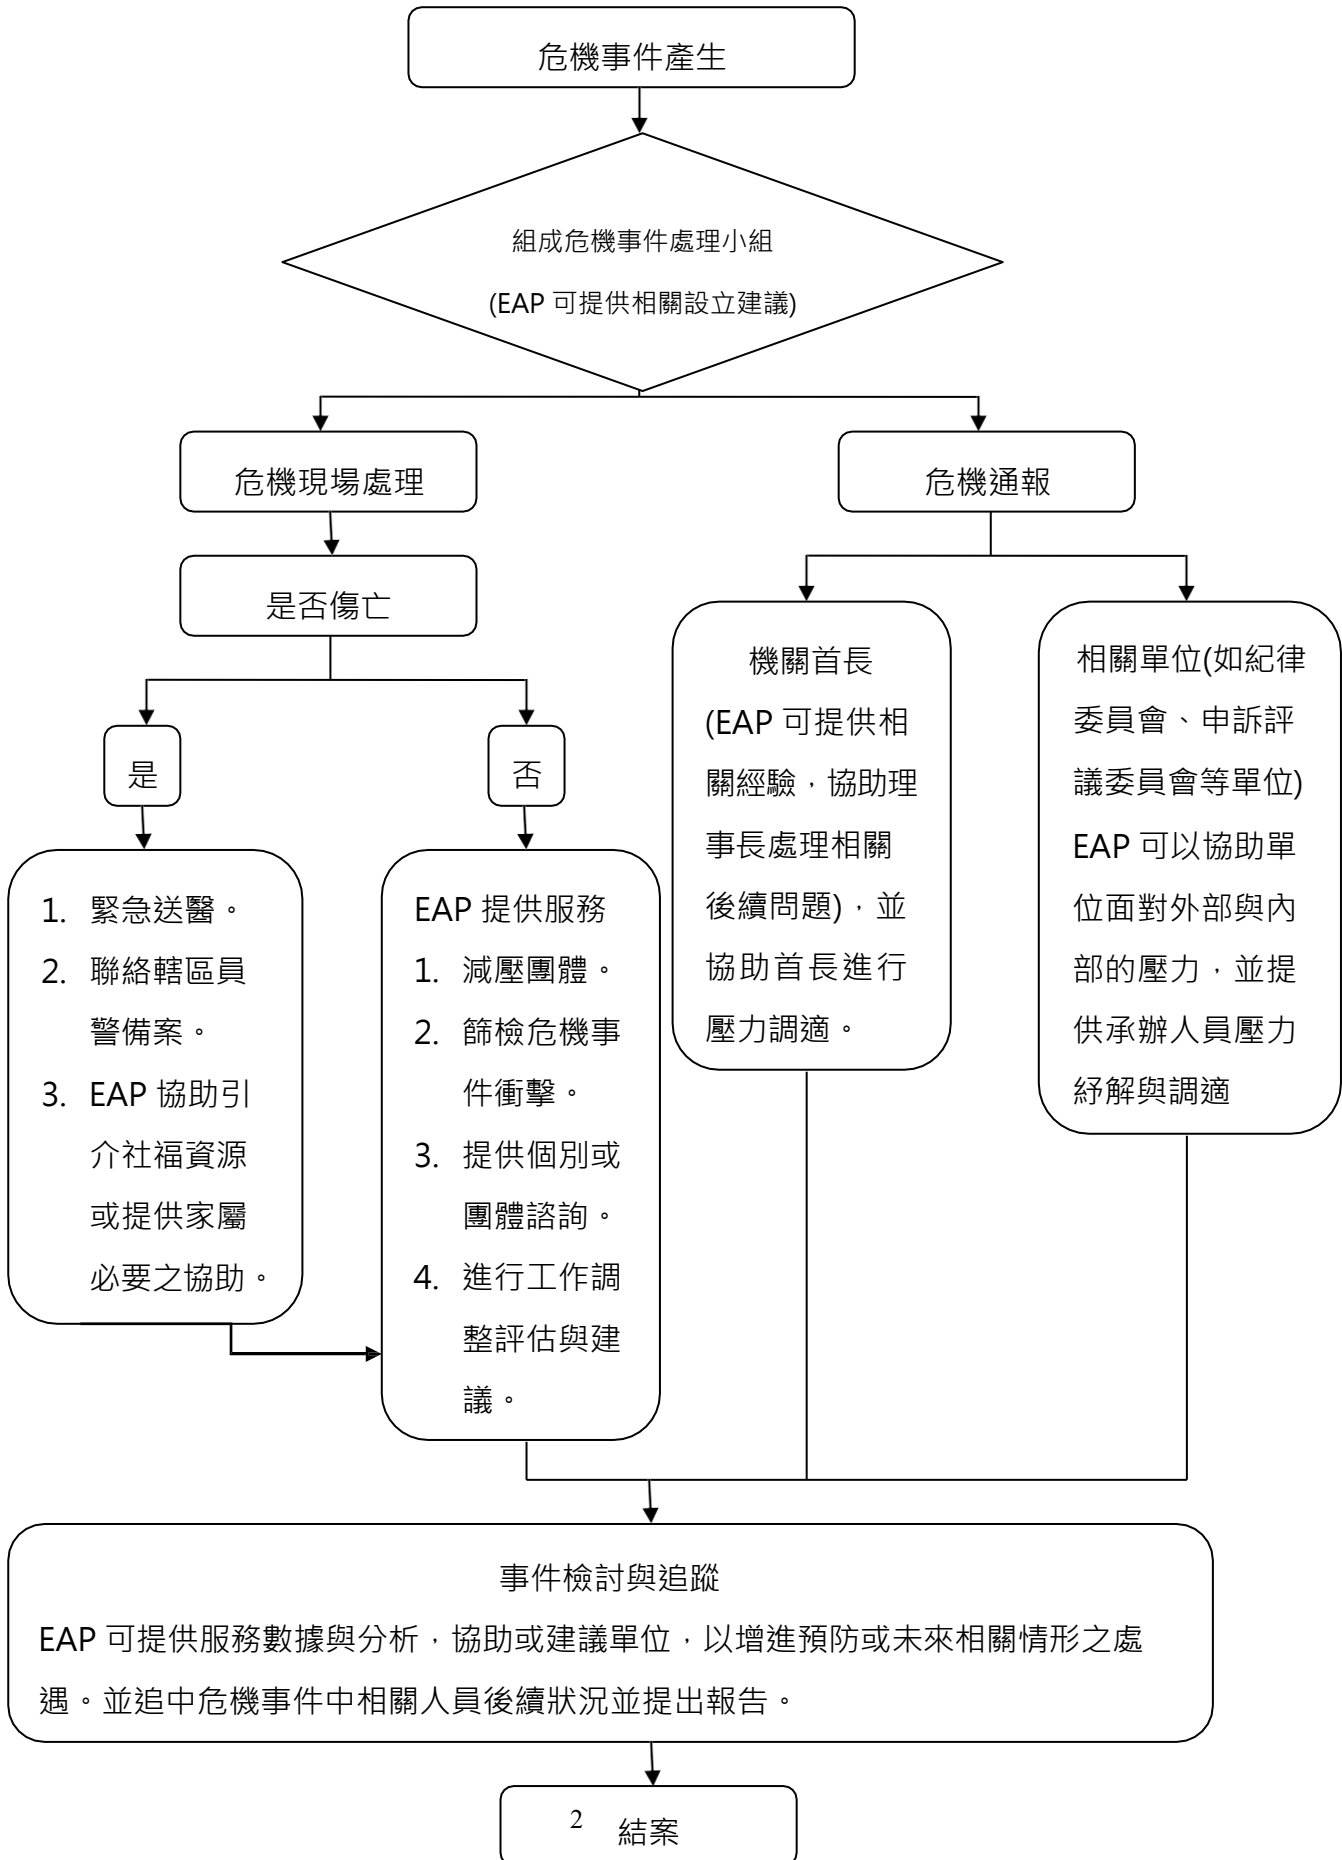 危機事件產生
組成危機事件處理小組
(EAP 可提供相關設立建議)
危機現場處理
危機通報
是否傷亡
是
否
1. 緊急送醫。
2. 聯絡轄區員
警備案。
3. EAP 協助引
介社福資源
或提供家屬
必要之協助。
EAP 提供服務
1. 減壓團體。
2. 篩檢危機事
件衝擊。
3. 提供個別或
團體諮詢。
4. 進行工作調
整評估與建
議。
機關首長
(EAP 可提供相
關經驗，協助理
事長處理相關
後續問題)，並
協助首長進行
壓力調適。
相關單位(如紀律
委員會、申訴評
議委員會等單位)
EAP 可以協助單
位面對外部與內
部的壓力，並提
供承辦人員壓力
紓解與調適
事件檢討與追蹤
EAP 可提供服務數據與分析，協助或建議單位，以增進預防或未來相關情形之處
遇。並追中危機事件中相關人員後續狀況並提出報告。
2
結案